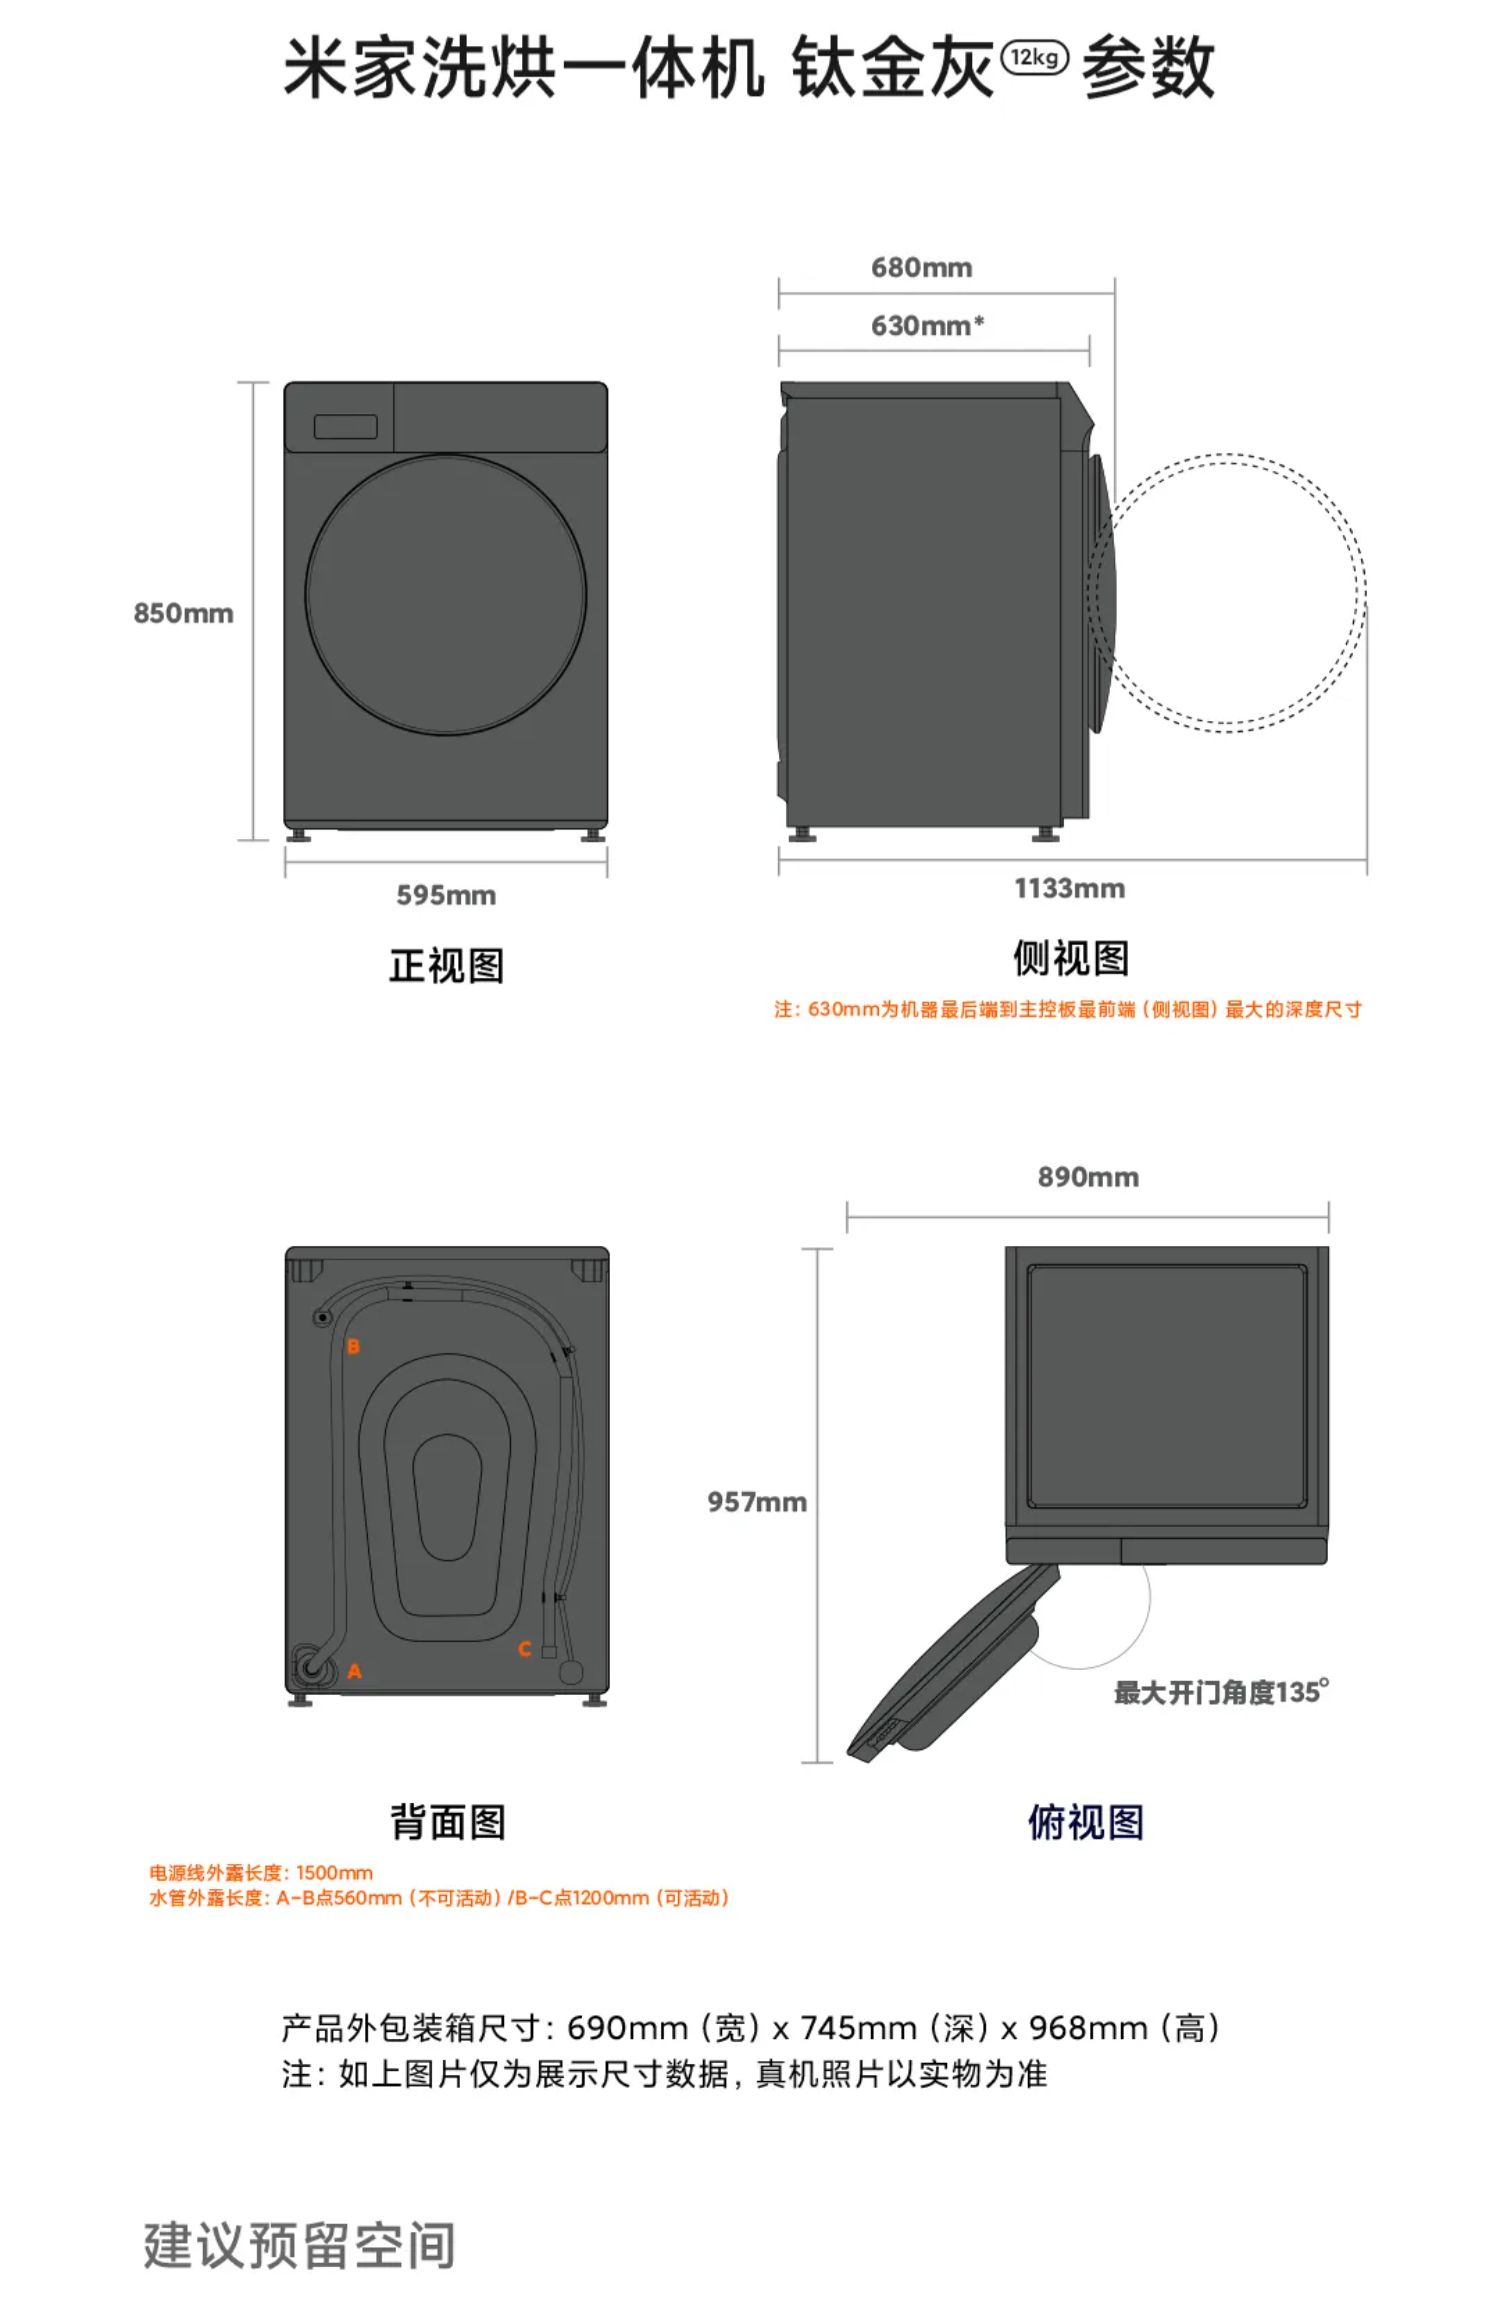 米家洗烘一体机 钛金灰 12kg 参数
680mm
630mm*
850mm
595mm
1133mm
正视图
侧视图
注：630mm为机器最后端到主控板最前端（侧视图）最大的深度尺寸
890mm
B
957mm
C
A
最大开门角度135°
背面图
俯视图
电源线外露长度：1500mm
水管外露长度：A-B点560mm（不可活动）/B-C点1200mm（可活动）
产品外包装箱尺寸：690mm（宽）x 745mm（深）x 968mm（高）
注：如上图片仅为展示尺寸数据，真机照片以实物为准
建议预留空间